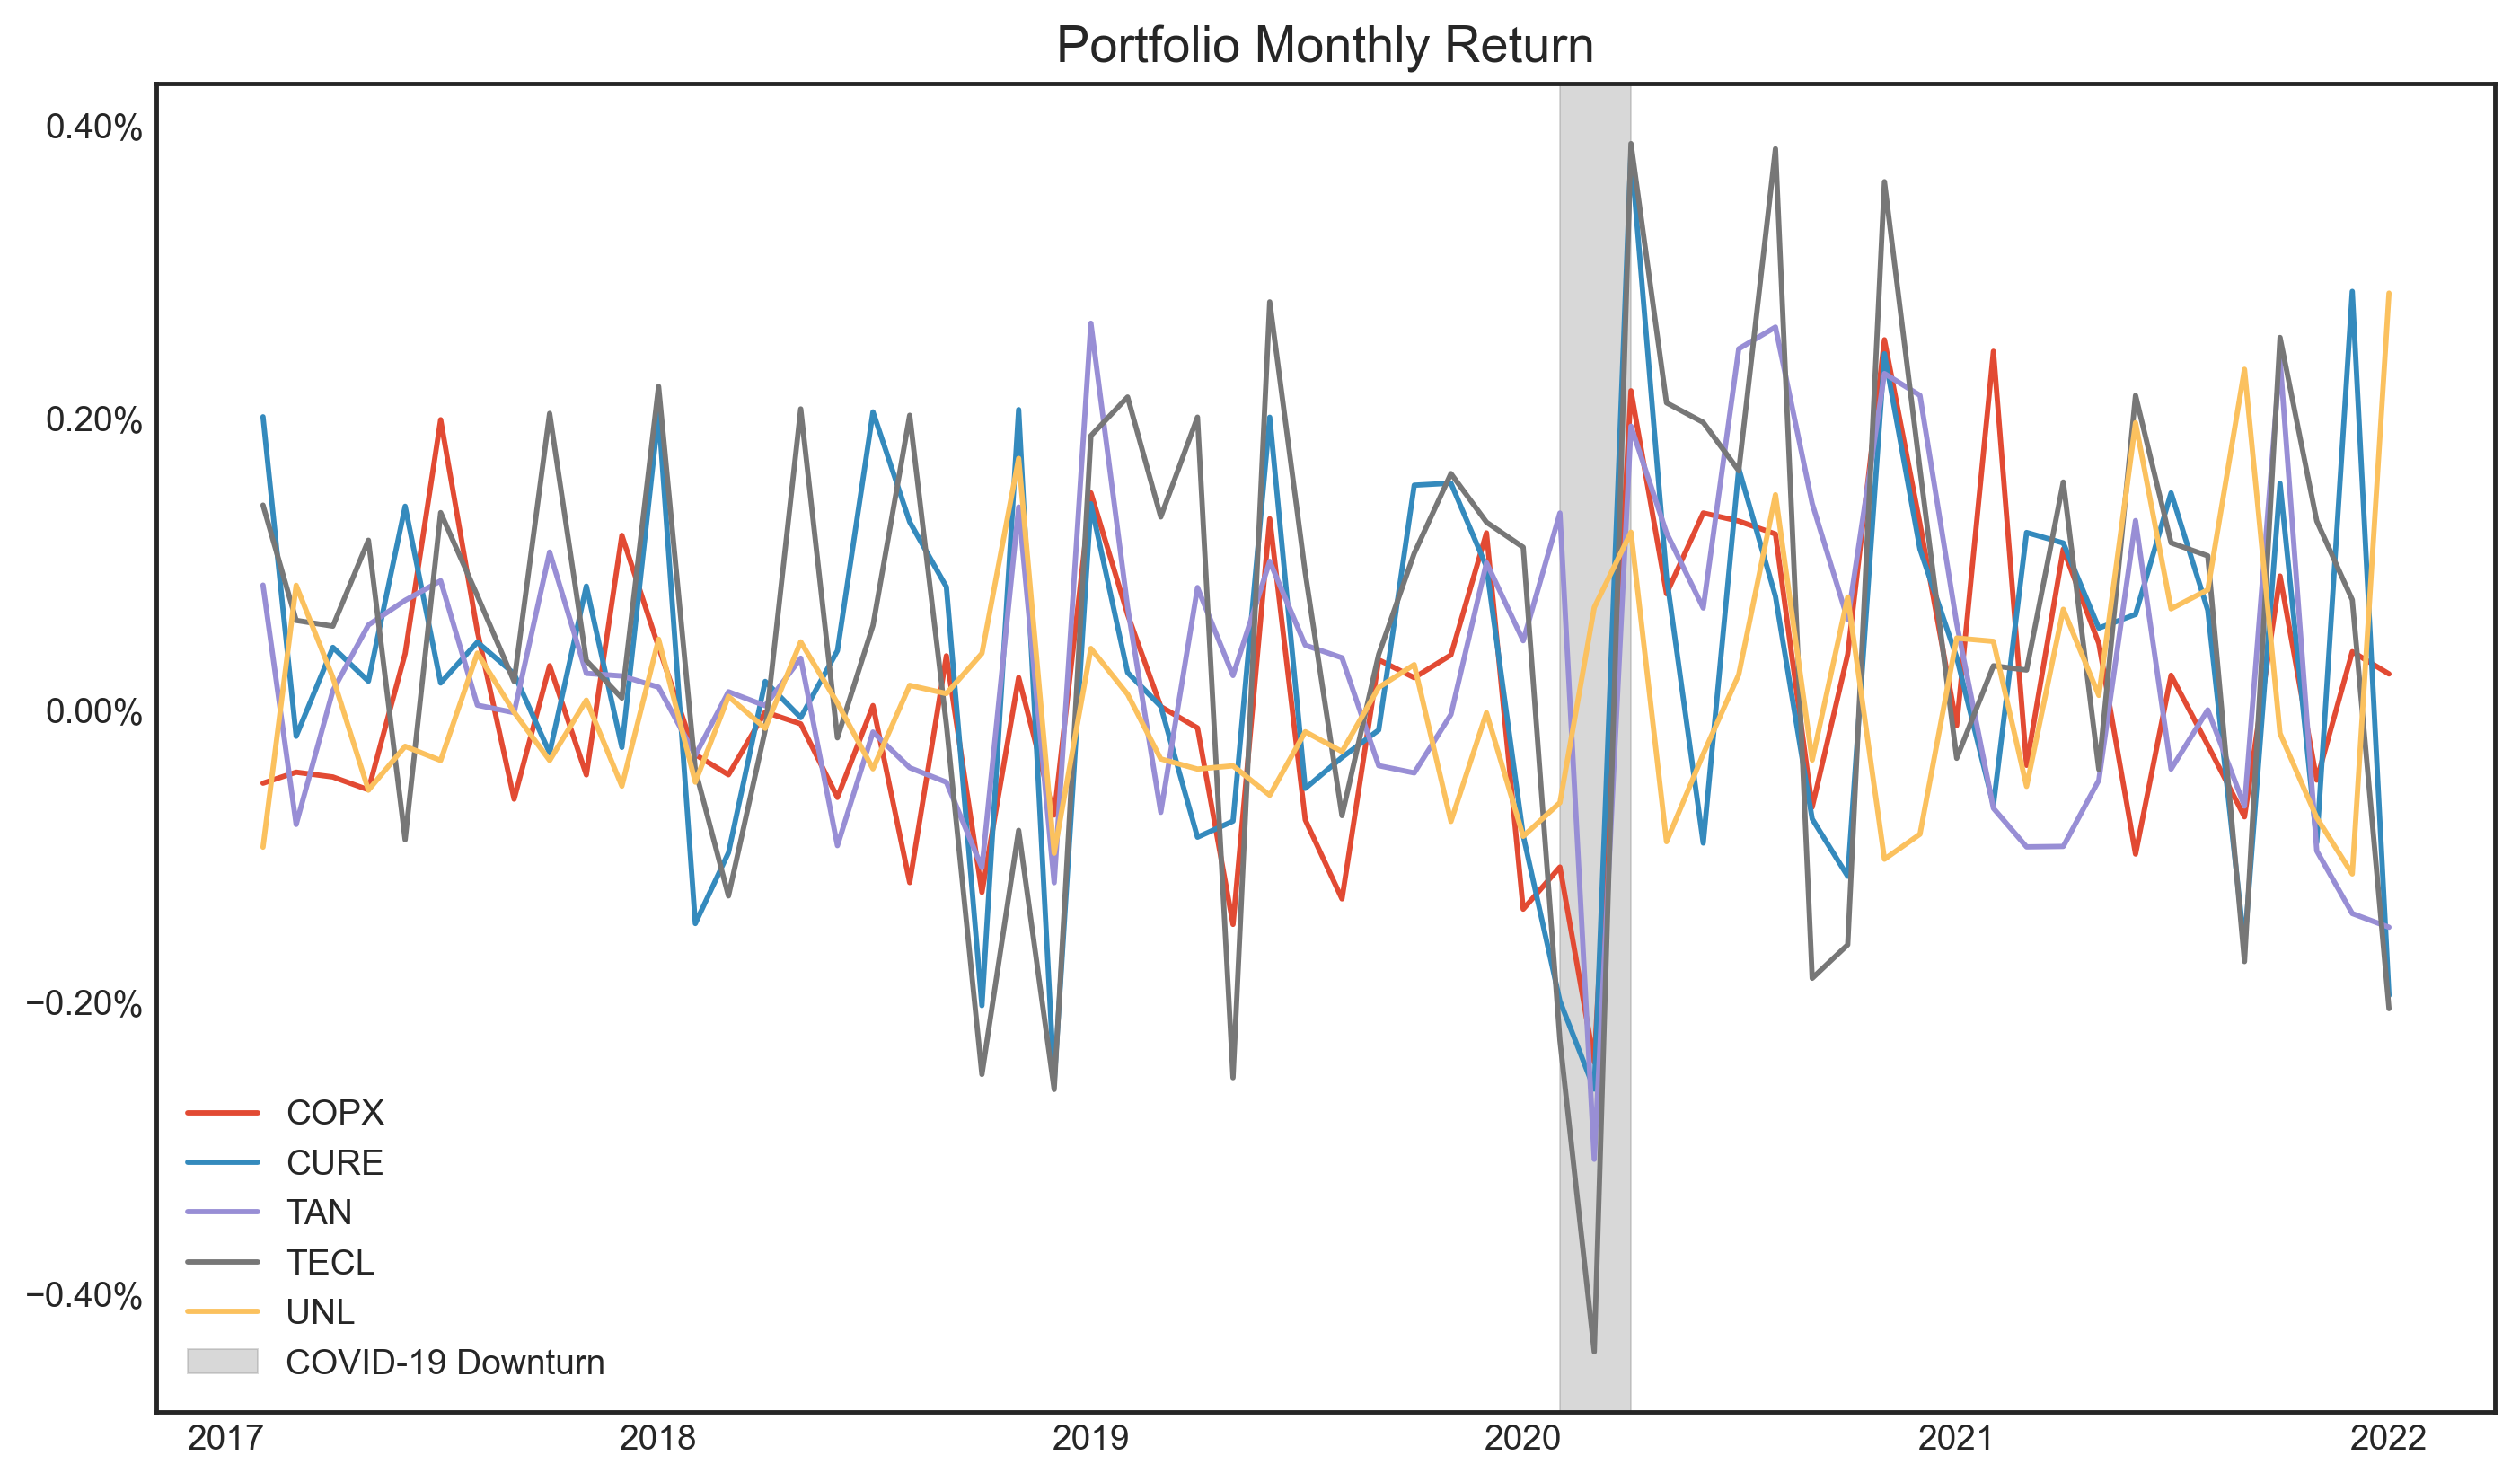 Portfolio Monthly Return
0.40%
0.20%
0.00%
−0.20%
−0.40%
COPX
CURE
TAN
TECL
UNL
COVID-19 Downturn
2017 2018 2019 2020 2021 2022